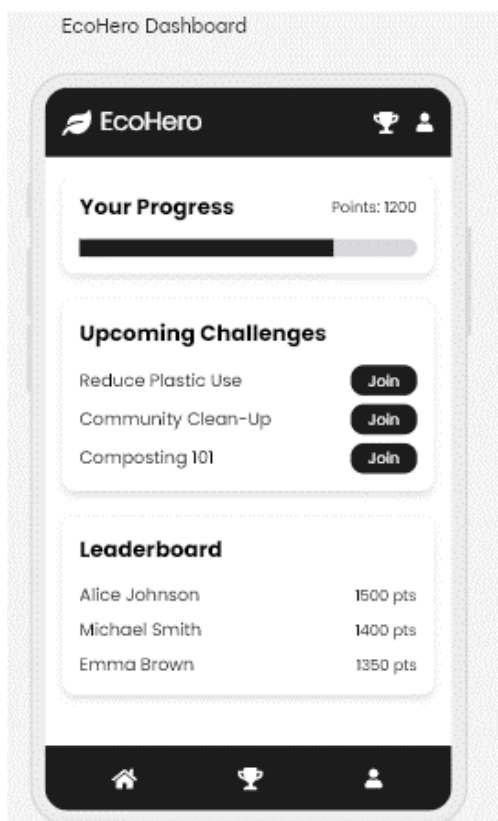 EcoHero Dashboard
EcoHero
Your Progress Points: 1200
Upcoming Challenges
Reduce Plastic Use Join
Community Clean-Up Join
Composting 101 Join
Leaderboard
Alice Johnson 1500 pts
Michael Smith 1400 pts
Emma Brown 1350 pts